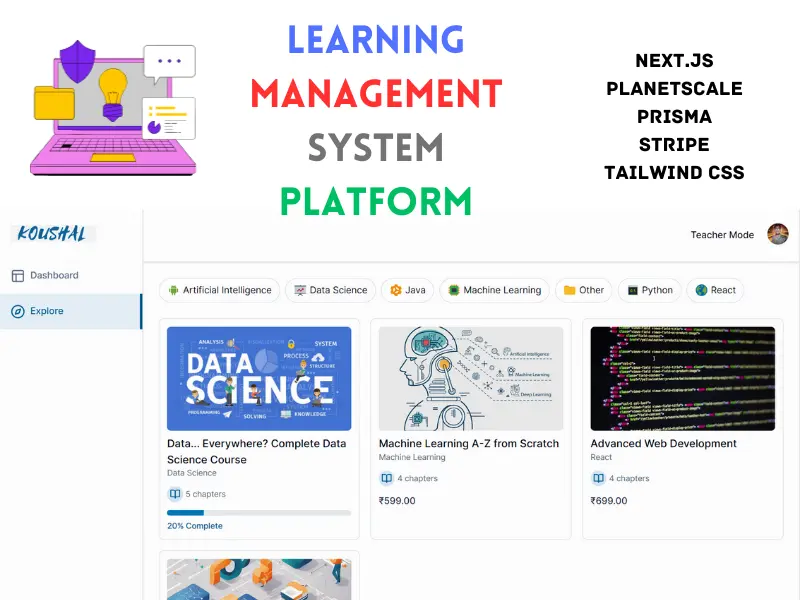 LEARNING
MANAGEMENT
SYSTEM
PLATFORM
NEXT.JS
PLANETSCALE
PRISMA
STRIPE
TAILWIND CSS
KOUSHAL
Teacher Mode
Dashboard
Explore
Artificial Intelligence
Data Science
Java
Machine Learning
Other
Python
React
ANALYSIS
VISUALIZATION
SYSTEM
PROCESS
STRUCTURE
DATA
SCIENCE
PROGRAMMING
SOLVING
KNOWLEDGE
Data... Everywhere? Complete Data
Science Course
Data Science
5 chapters
20% Complete
Artificial intelligence
Machine Learning
Deep Learning
Machine Learning A-Z from Scratch
Machine Learning
4 chapters
₹599.00
Advanced Web Development
React
4 chapters
₹699.00